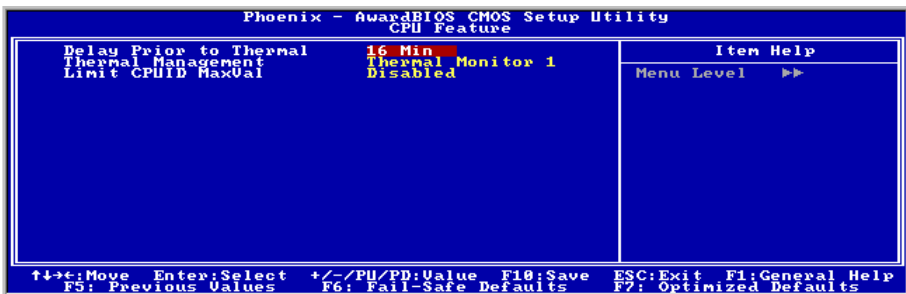 Phoenix - AwardBIOS CMOS Setup Utility
CPU Feature
Delay Prior to Thermal 16 Min
Thermal Management Thermal Monitor 1
Limit CPUID MaxVal Disabled
Item Help
Menu Level ▶▶
↑↓→←:Move Enter:Select +/-/PU/PD:Value F10:Save ESC:Exit F1:General Help
F5: Previous Values F6: Fail-Safe Defaults F7: Optimized Defaults